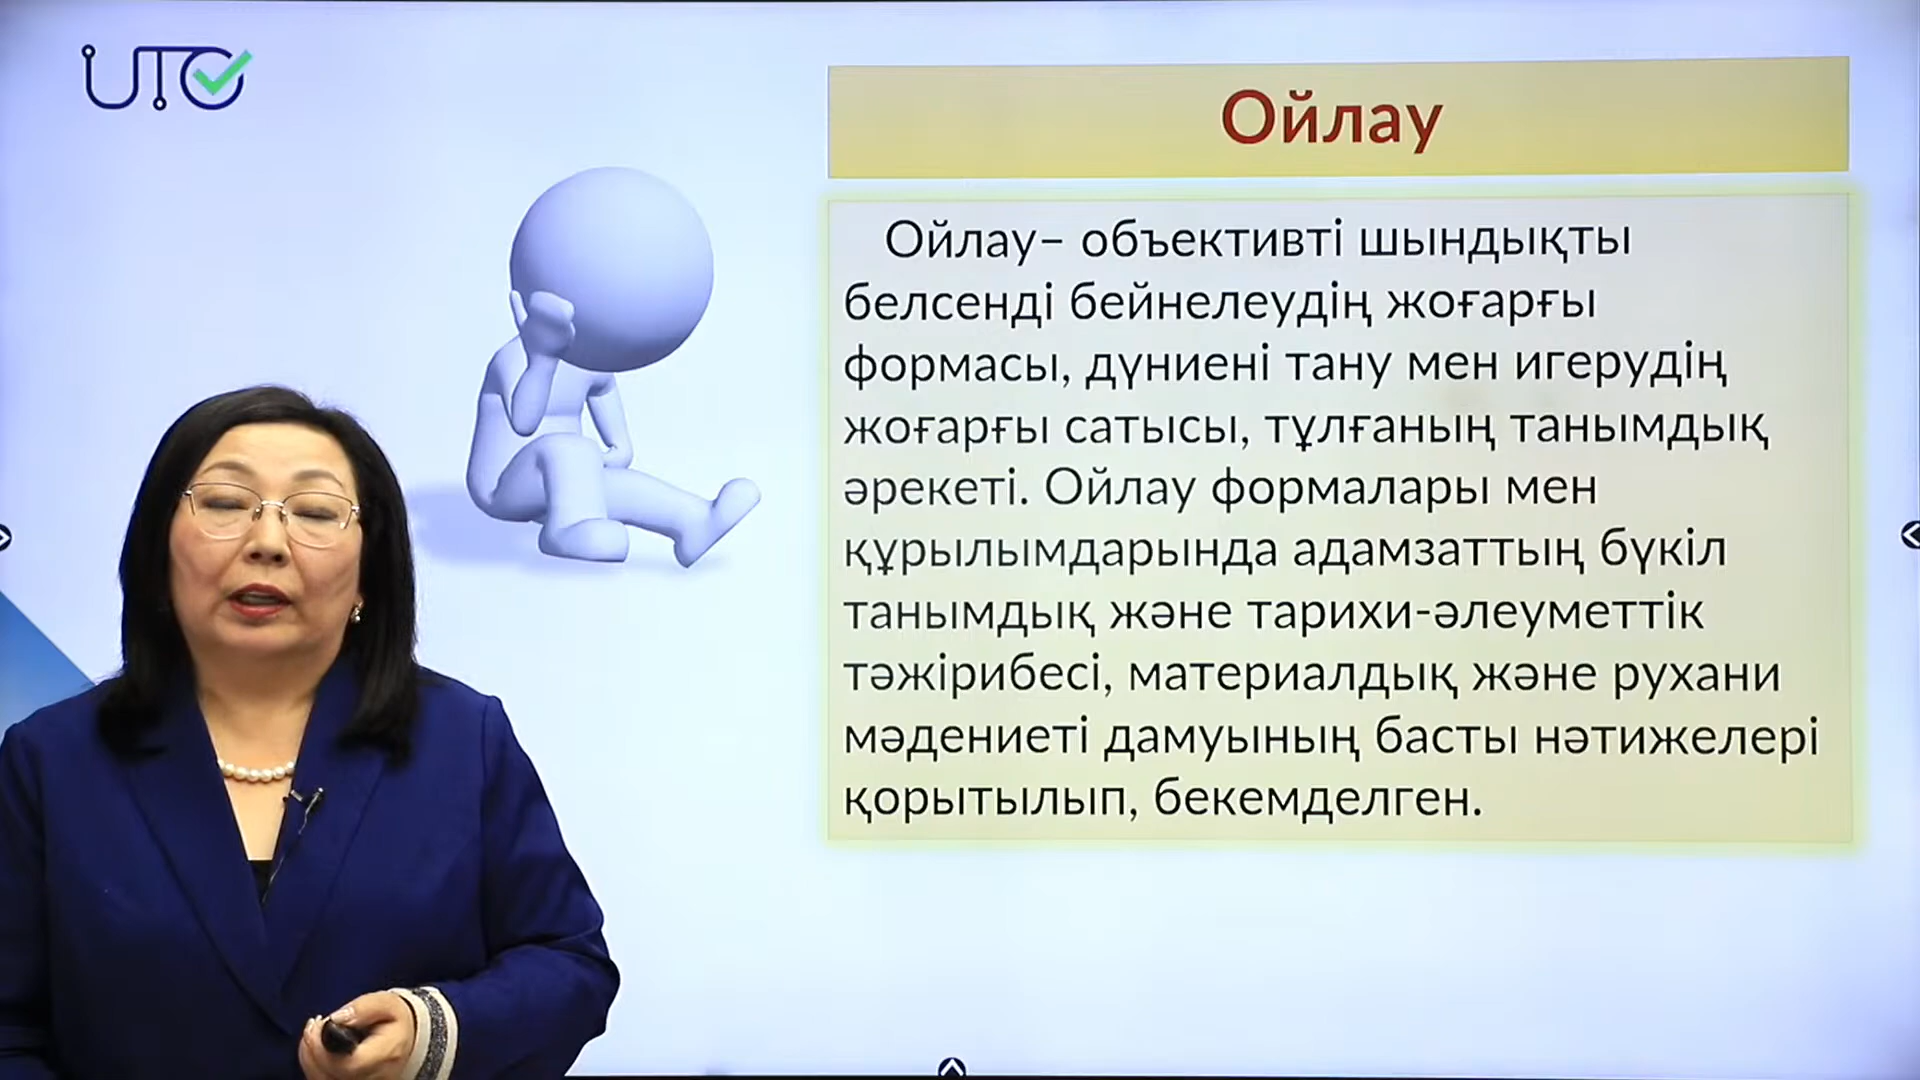 UTO
Ойлау
Ойлау– объективті шындықты
белсенді бейнелеудің жоғарғы
формасы, дүниені тану мен игерудің
жоғарғы сатысы, тұлғаның танымдық
әрекеті. Ойлау формалары мен
құрылымдарында адамзаттың бүкіл
танымдық және тарихи-әлеуметтік
тәжірибесі, материалдық және рухани
мәдениеті дамуының басты нәтижелері
қорытылып, бекемделген.